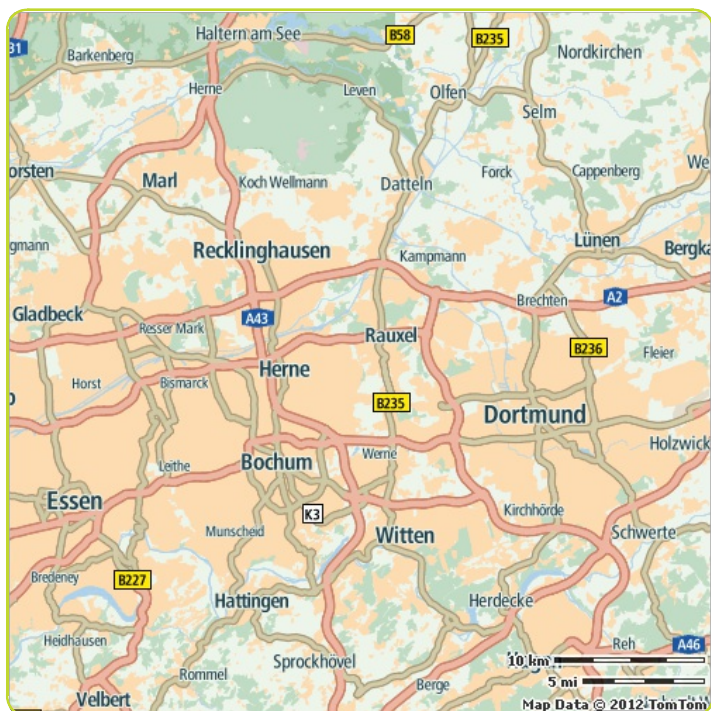 Haltern am See
B58
B235
31
Barkenberg
Nordkirchen
Herne
Leven
Olfen
Selm
orsten
Marl
Koch Wellmann
Datteln
Forck
Cappenberg
We
gmann
Recklinghausen
Kampmann
Lünen
Bergka
Brechten
A2
Gladbeck
Resser Mark
A43
Rauxel
B236
Fleier
Herne
Horst
Bismarck
B235
Dortmund
Holzwick
Werne
Bochum
Leithe
Essen
K3
Kirchhörde
Munscheid
Witten
Schwerte
Bredeney
B227
Hattingen
Herdecke
Heidhausen
Reh
A46
Sprockhövel
10 km
Rommel
Berge
5 mi
Velbert
Map Data © 2012 TomTom